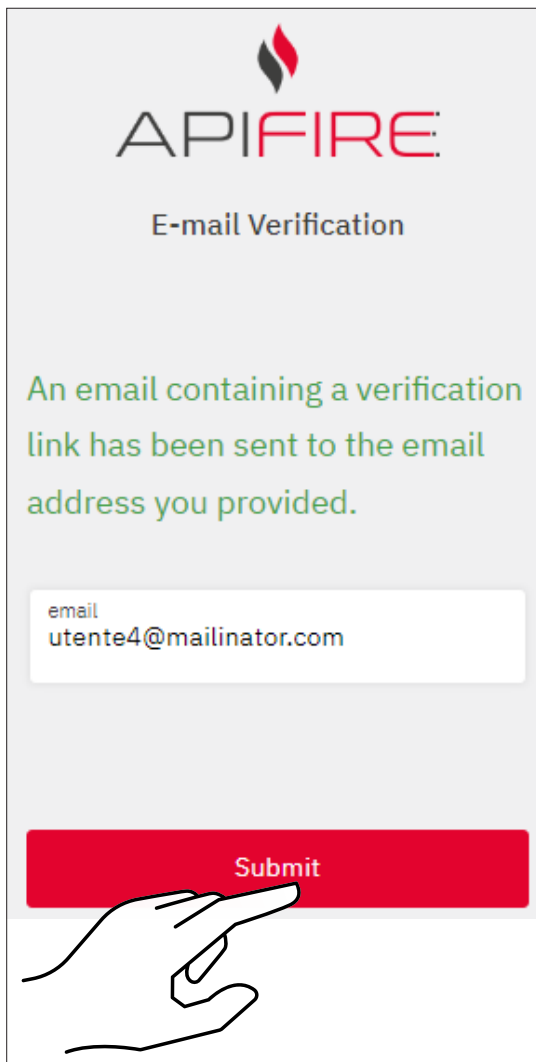 APIFIRE
E-mail Verification
An email containing a verification
link has been sent to the email
address you provided.
email
utente4@mailinator.com
Submit